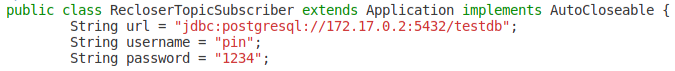 public class RecloserTopicSubscriber extends Application implements AutoCloseable {
String url = "jdbc:postgresql://172.17.0.2:5432/testdb";
String username = "pin";
String password = "1234";